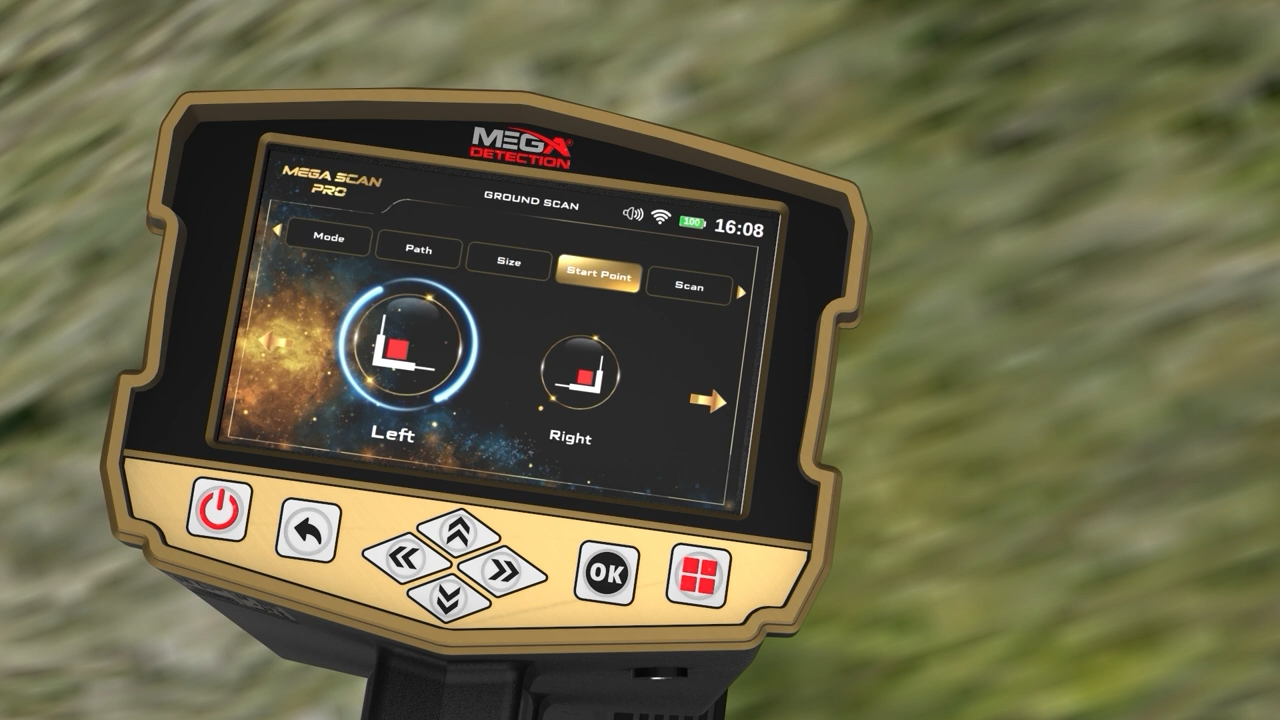 MEGA
DETECTION
MEGA SCAN
PRO
GROUND SCAN
100
16:08
Mode
Path
Size
Start Point
Scan
Left
Right
OK